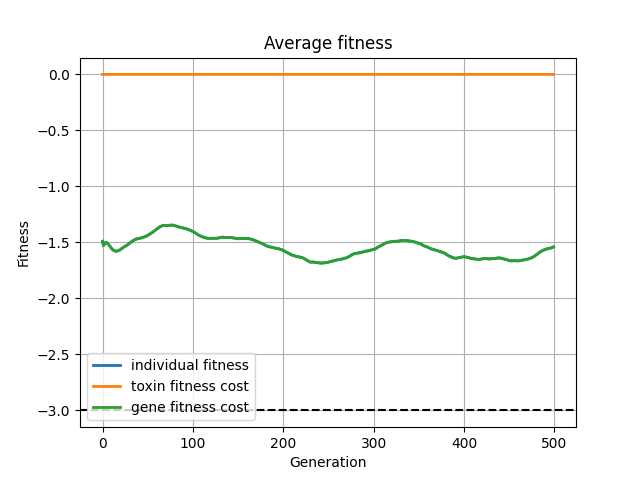 Average fitness
Fitness
0.0
−0.5
−1.0
−1.5
−2.0
−2.5
−3.0
individual fitness
toxin fitness cost
gene fitness cost
0 100 200 300 400 500
Generation